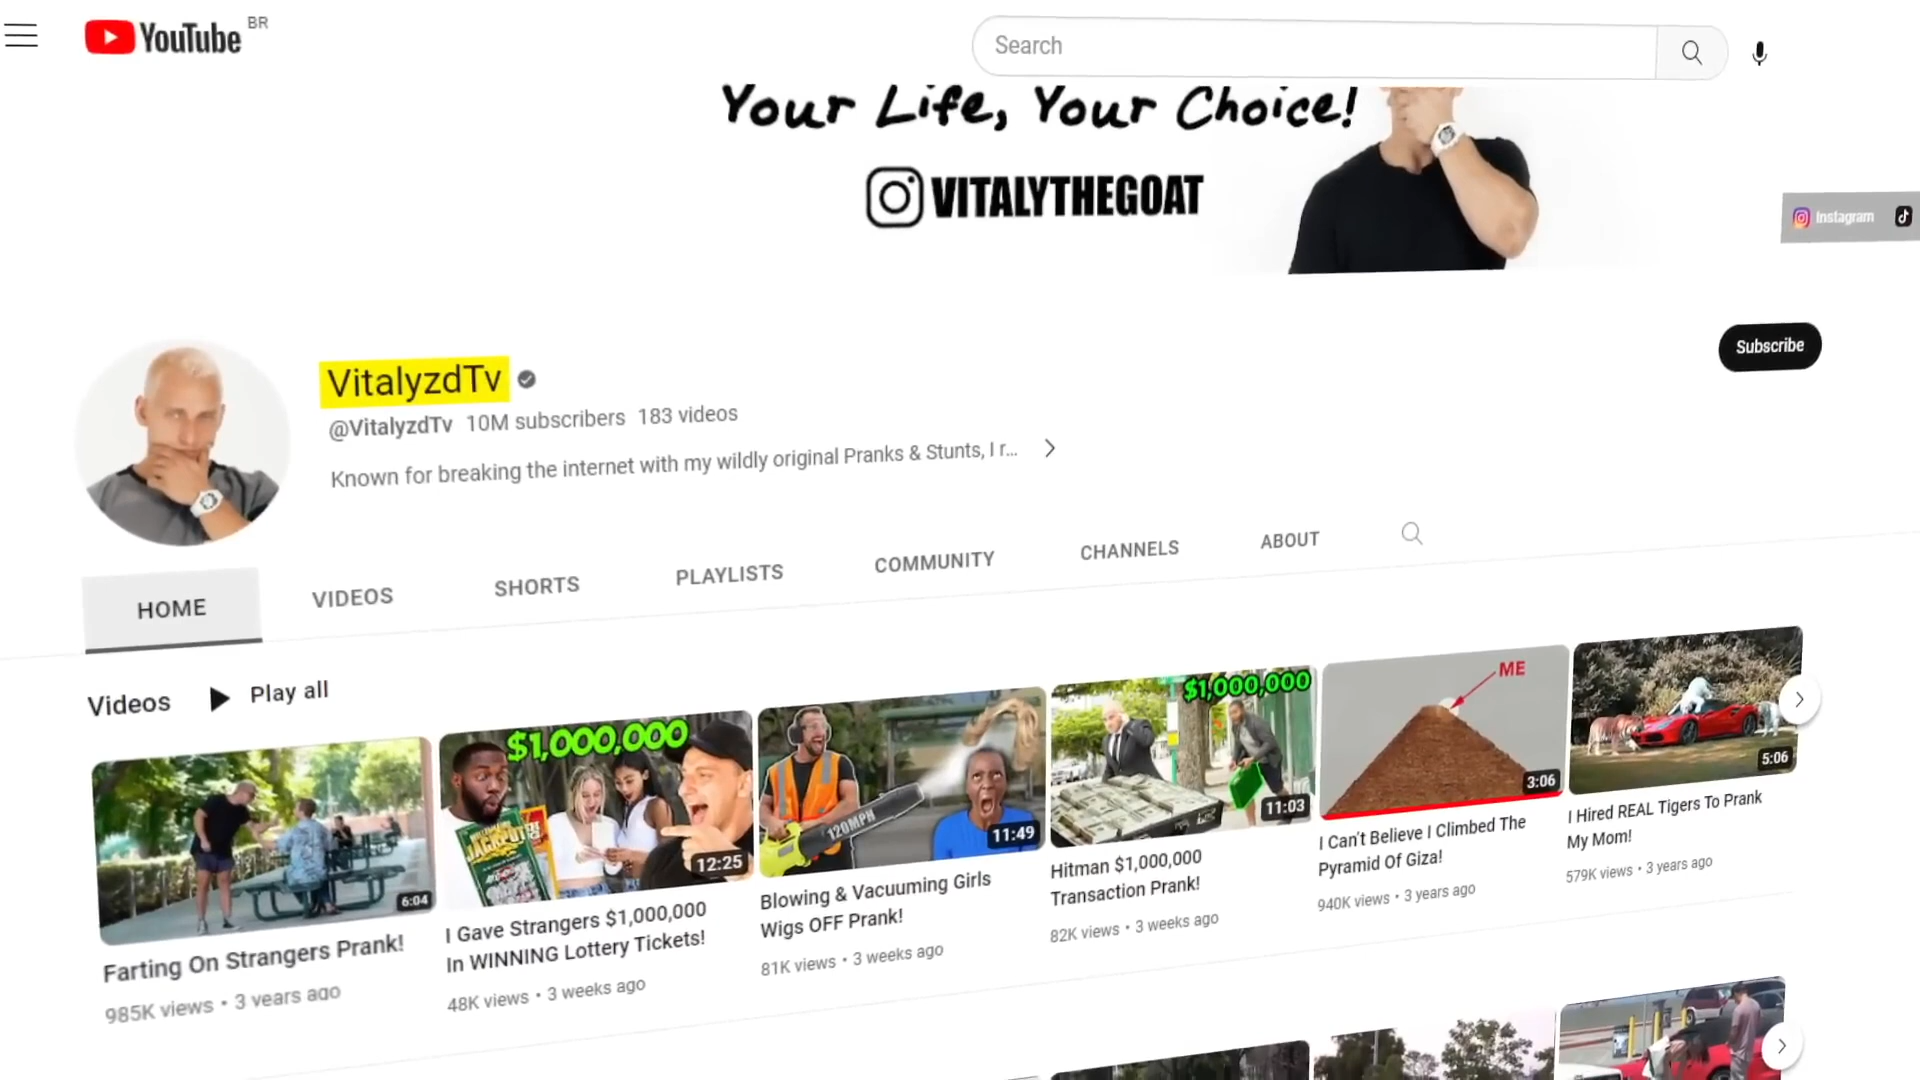 YouTube BR
Search
Your Life, Your Choice!
VITALYTHEGOAT
Instagram
VitalyzdTv
Subscribe
@VitalyzdTv 10M subscribers 183 videos
Known for breaking the internet with my wildly original Pranks & Stunts, I r...
HOME VIDEOS SHORTS PLAYLISTS COMMUNITY CHANNELS ABOUT
Videos Play all
6:04
Farting On Strangers Prank!
985K views • 3 years ago
$1,000,000
12:25
I Gave Strangers $1,000,000
In WINNING Lottery Tickets!
48K views • 3 weeks ago
120MPH
11:49
Blowing & Vacuuming Girls
Wigs OFF Prank!
81K views • 3 weeks ago
$1,000,000
11:03
Hitman $1,000,000
Transaction Prank!
82K views • 3 weeks ago
ME
3:06
I Can't Believe I Climbed The
Pyramid Of Giza!
940K views • 3 years ago
5:06
I Hired REAL Tigers To Prank
My Mom!
579K views • 3 years ago